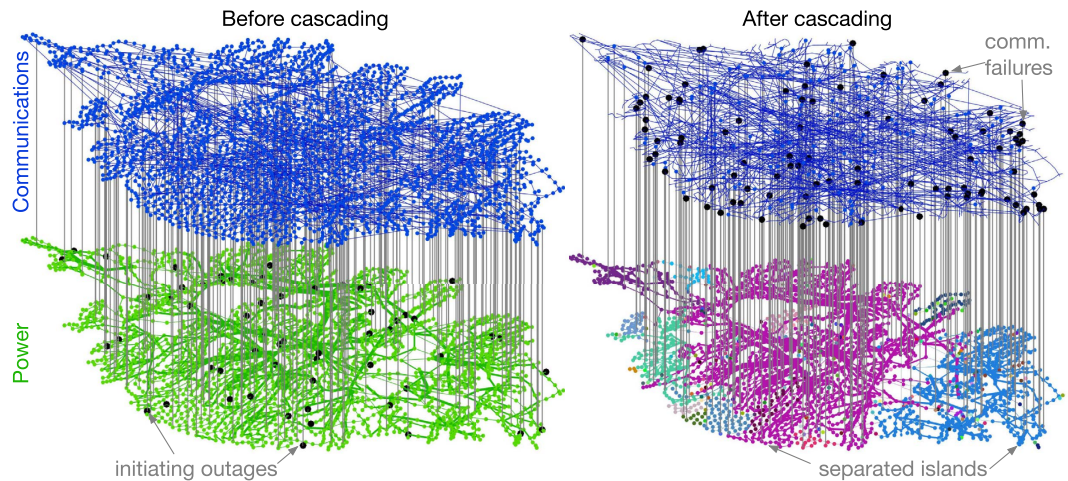 Before cascading
After cascading
Communications
comm.
failures
Power
initiating outages
separated islands